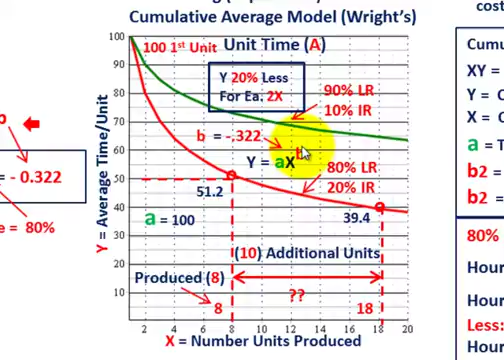 Cumulative Average Model (Wright's)
cost
100
100 1st Unit
Unit Time (A)
Cumu
90
Y 20% Less
For Ea. 2X
90% LR
10% IR
XY =
80
Y = C
X = C
70
b = -.322
a = T
b
60
Y = aX
b
= - 0.322
80% LR
20% IR
b2 =
b2 =
50
51.2
40
39.4
e = 80%
a = 100
30
(10) Additional Units
80%
20
Produced (8)
Hour
??
10
8
18
Hour
Less:
Hour
2 4 6 8 10 12 14 16 18 20
X = Number Units Produced
Y = Average Time/Unit